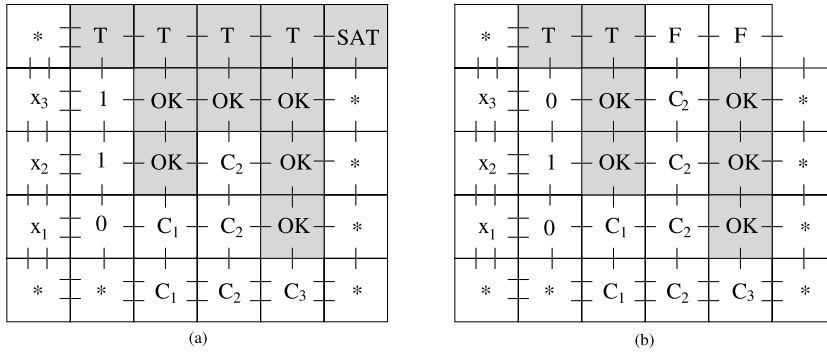 * T T T T SAT
x₃ 1 OK OK OK *
x₂ 1 OK C₂ OK *
x₁ 0 C₁ C₂ OK *
* * C₁ C₂ C₃ *
(a)
* T T F F
x₃ 0 OK C₂ OK *
x₂ 1 OK C₂ OK *
x₁ 0 C₁ C₂ OK *
* * C₁ C₂ C₃ *
(b)